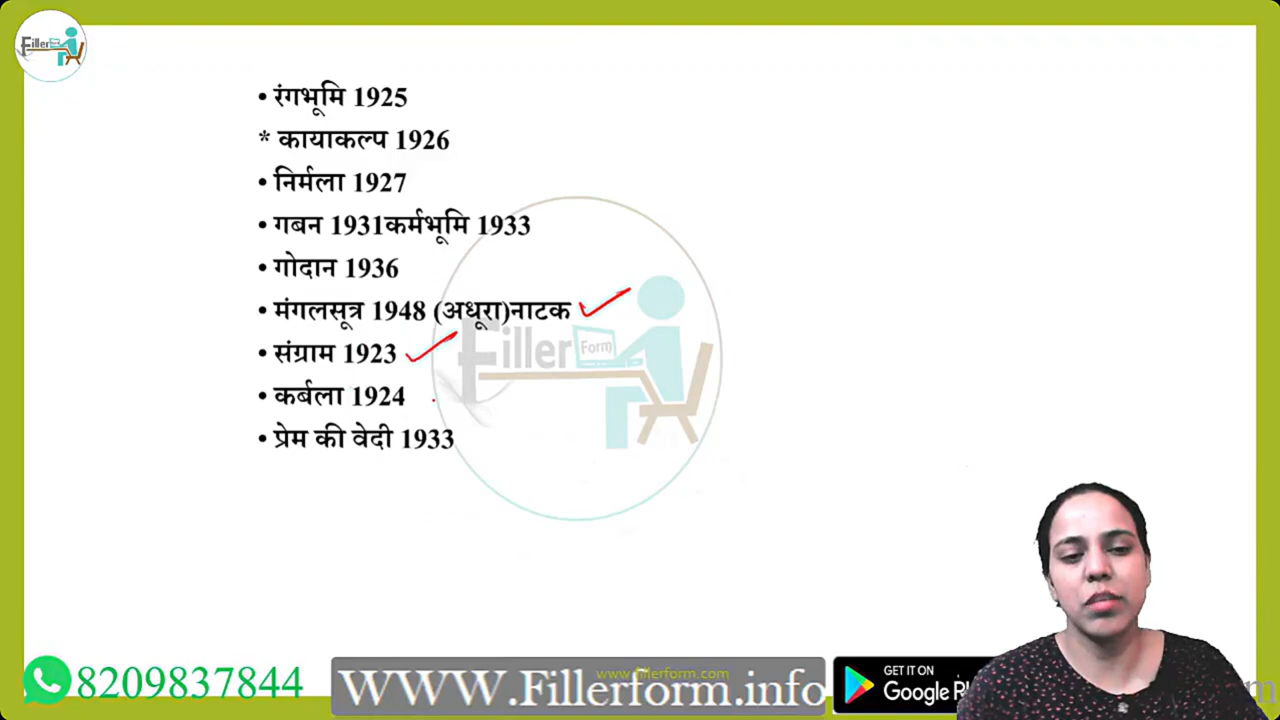 Filler
• रंगभूमि 1925
* कायाकल्प 1926
• निर्मला 1927
• गबन 1931कर्मभूमि 1933
• गोदान 1936
• मंगलसूत्र 1948 (अधूरा)नाटक
• संग्राम 1923
Filler Form
• कर्बला 1924
• प्रेम की वेदी 1933
8209837844
www.Fillerform.info
www.fillerform.com
GET IT ON
Google Pl
m